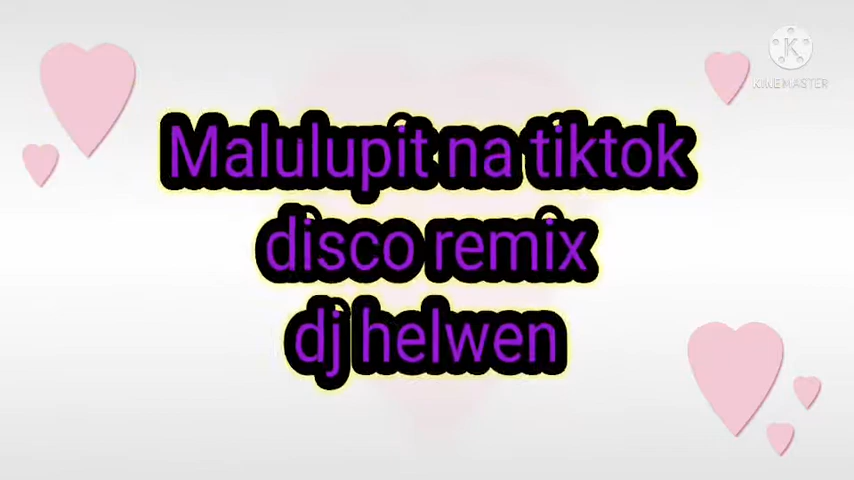 KINEMASTER
Malulupit na tiktok
disco remix
dj helwen